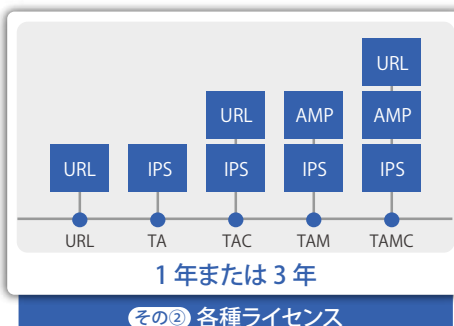 URL
URL AMP AMP
URL IPS IPS IPS IPS
URL TA TAC TAM TAMC
1 年または 3 年
その② 各種ライセンス